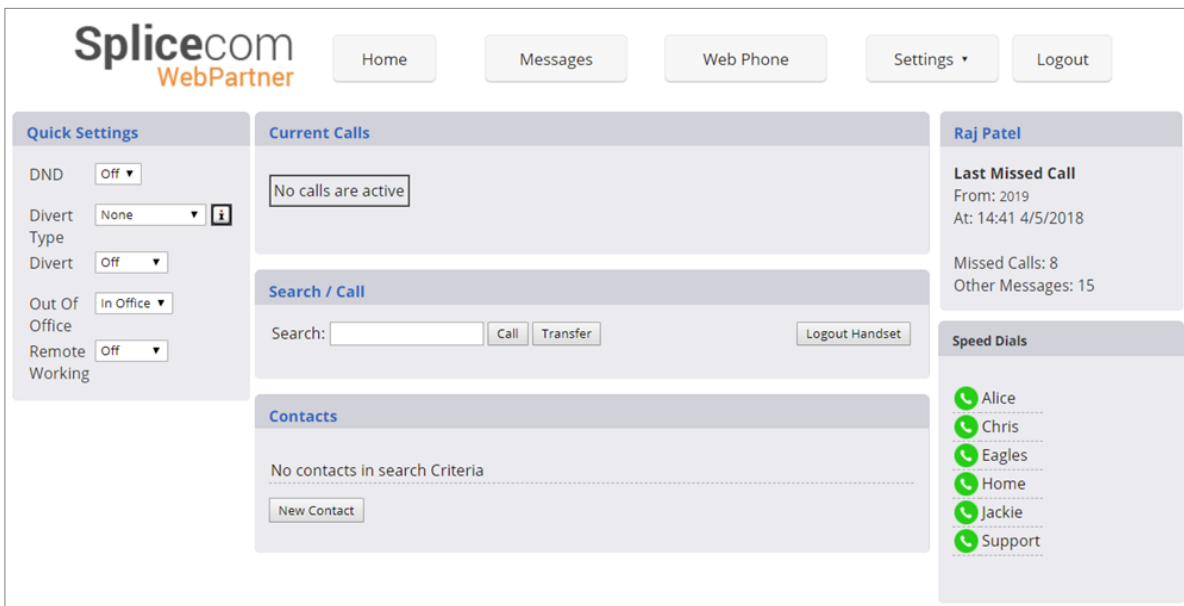 Splicecom
WebPartner
Home
Messages
Web Phone
Settings ▾
Logout
Quick Settings
DND
Off
Divert
Type
None
i
Divert
Off
Out Of
Office
In Office
Remote
Working
Off
Current Calls
No calls are active
Search / Call
Search:
Call
Transfer
Logout Handset
Contacts
No contacts in search Criteria
New Contact
Raj Patel
Last Missed Call
From: 2019
At: 14:41 4/5/2018
Missed Calls: 8
Other Messages: 15
Speed Dials
Alice
Chris
Eagles
Home
Jackie
Support